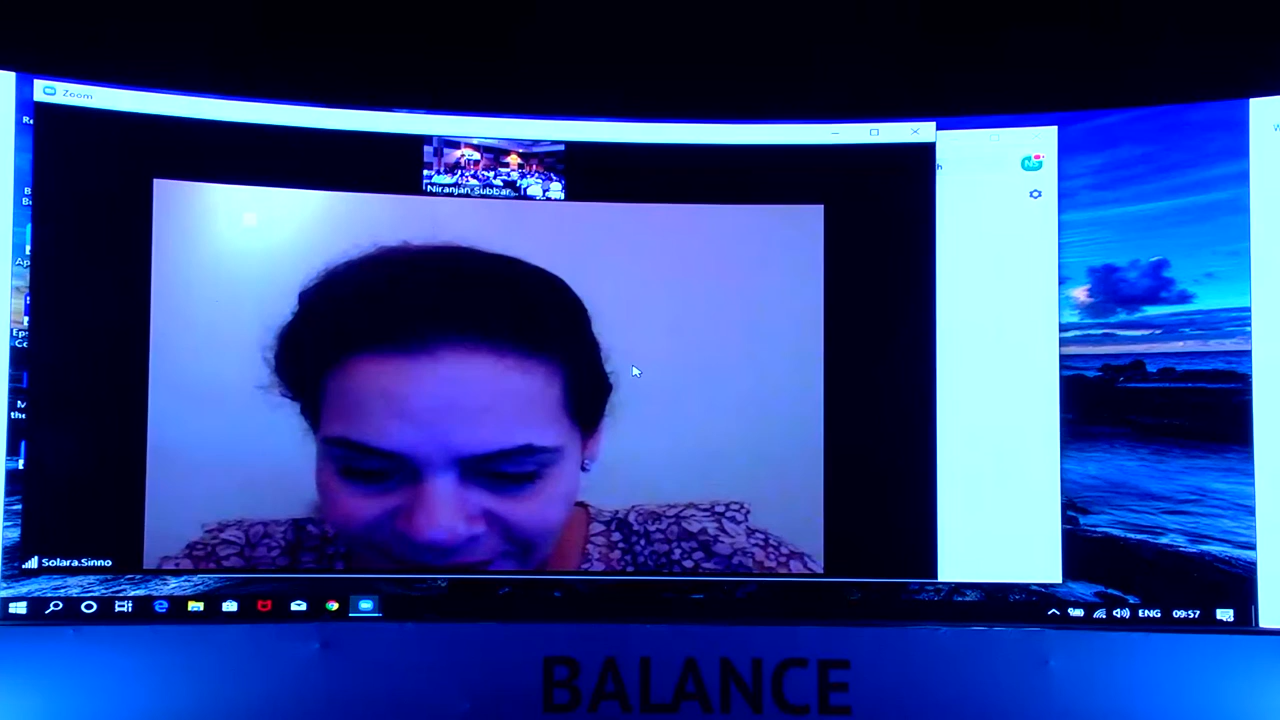 Zoom
Niranjan Subbar...
Solara.Sinno
ENG
09:57
BALANCE